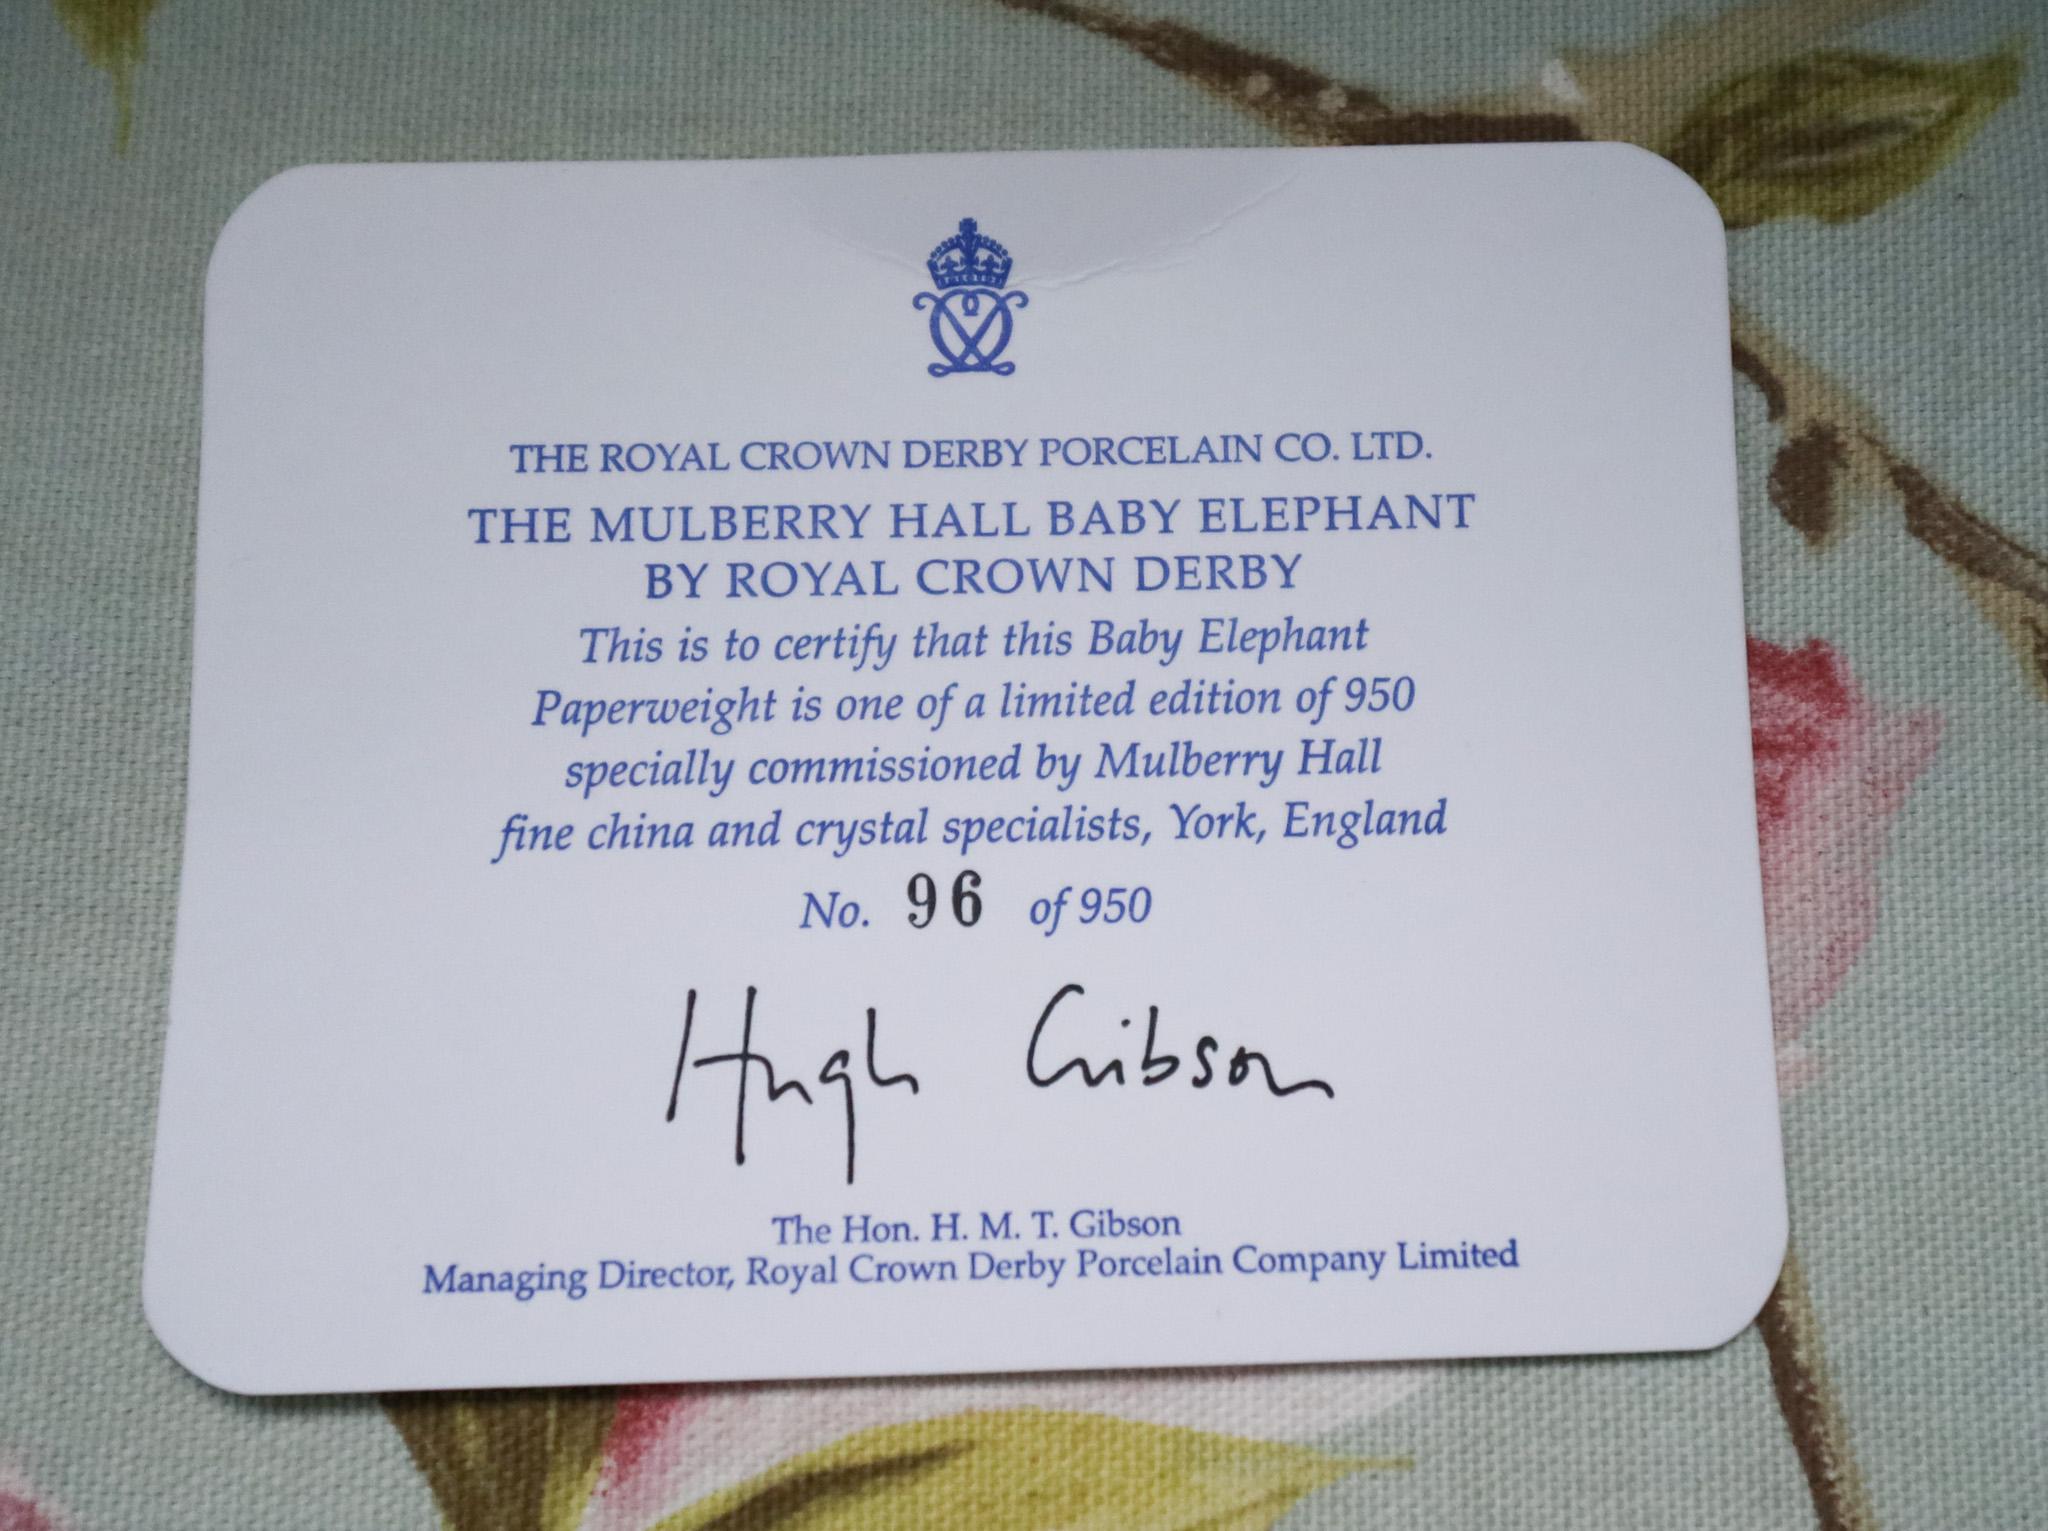 THE ROYAL CROWN DERBY PORCELAIN CO. LTD.
THE MULBERRY HALL BABY ELEPHANT
BY ROYAL CROWN DERBY
This is to certify that this Baby Elephant
Paperweight is one of a limited edition of 950
specially commissioned by Mulberry Hall
fine china and crystal specialists, York, England
No. 96 of 950
Hugh Gibson
The Hon. H. M. T. Gibson
Managing Director, Royal Crown Derby Porcelain Company Limited